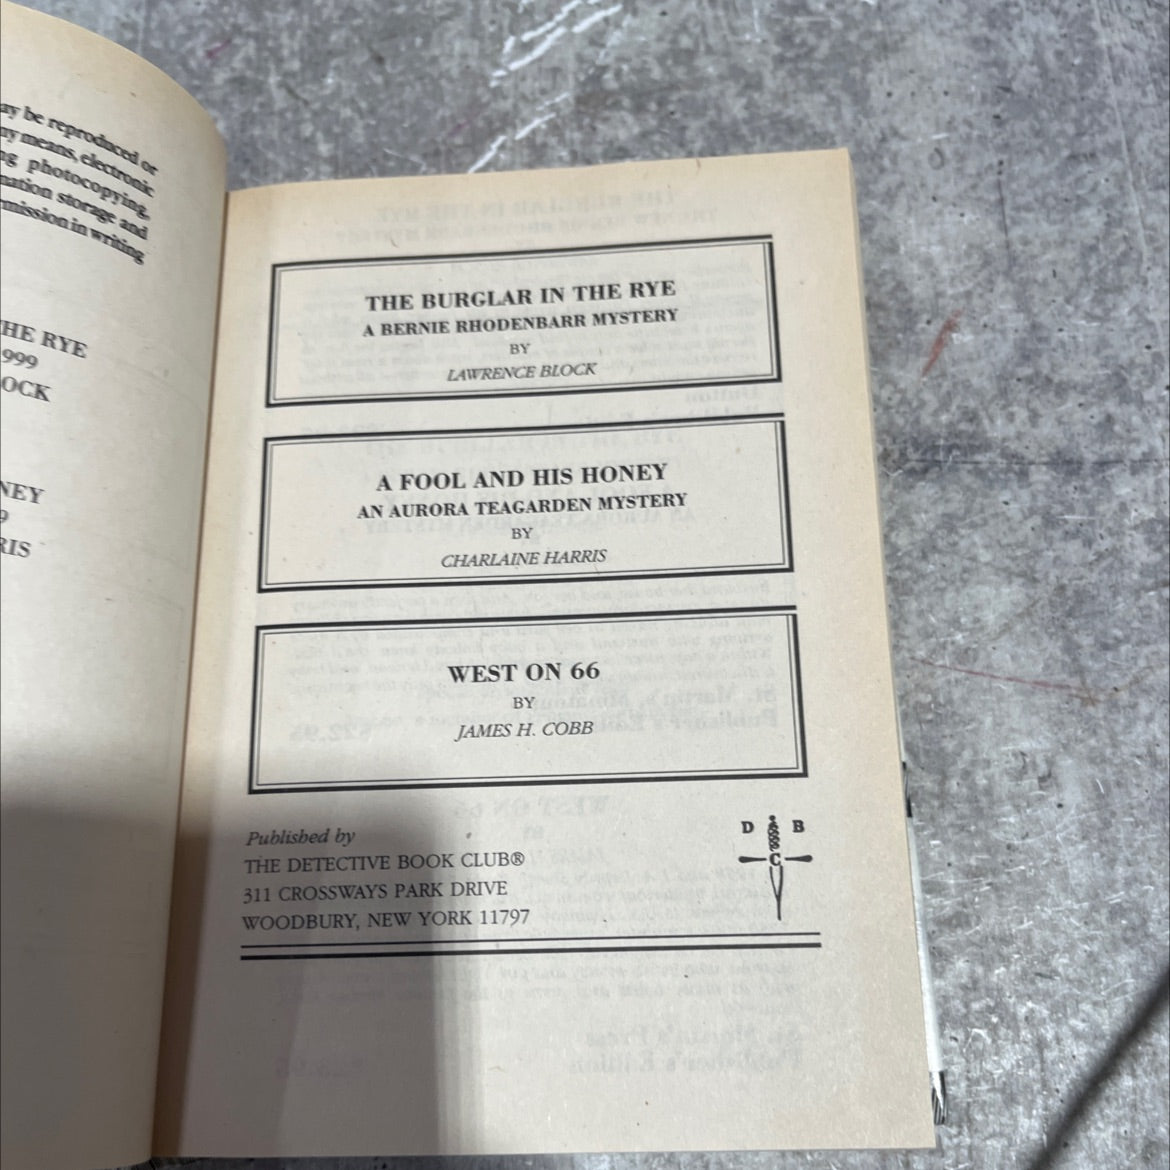 ay be reproduced or
ny means, electronic
ng photocopying,
mation storage and
mission in writing
HE RYE
999
OCK
NEY
9
RIS
THE BURGLAR IN THE RYE
A BERNIE RHODENBARR MYSTERY
BY
LAWRENCE BLOCK
A FOOL AND HIS HONEY
AN AURORA TEAGARDEN MYSTERY
BY
CHARLAINE HARRIS
WEST ON 66
BY
JAMES H. COBB
Published by
THE DETECTIVE BOOK CLUB®
311 CROSSWAYS PARK DRIVE
WOODBURY, NEW YORK 11797
D B
C